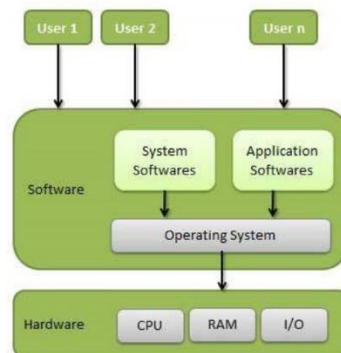 User 1
User 2
User n
System
Softwares
Application
Softwares
Software
Operating System
Hardware
CPU
RAM
I/O